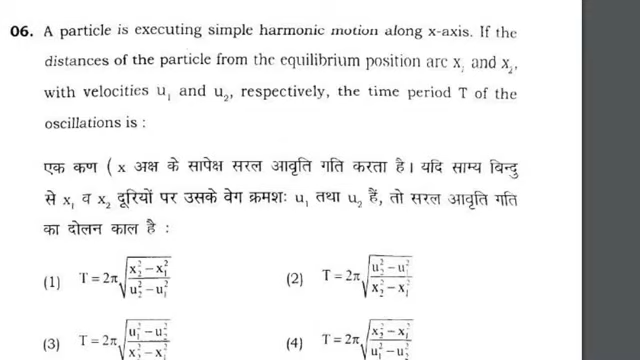 06. A particle is executing simple harmonic motion along x-axis. If the
distances of the particle from the equilibrium position are x₁ and x₂,
with velocities u₁ and u₂, respectively, the time period T of the
oscillations is :
एक कण ( x अक्ष के सापेक्ष सरल आवृति गति करता है। यदि साम्य बिन्दु
से x₁ व x₂ दूरियों पर उसके वेग क्रमशः u₁ तथा u₂ हैं, तो सरल आवृति गति
का दोलन काल है :
(1) T = 2π√((x₂² − x₁²)/(u₂² − u₁²)) (2) T = 2π√((u₂² − u₁²)/(x₂² − x₁²))
(3) T = 2π√((u₁² − u₂²)/(x₂² − x₁²)) (4) T = 2π√((x₂² − x₁²)/(u₁² − u₂²))